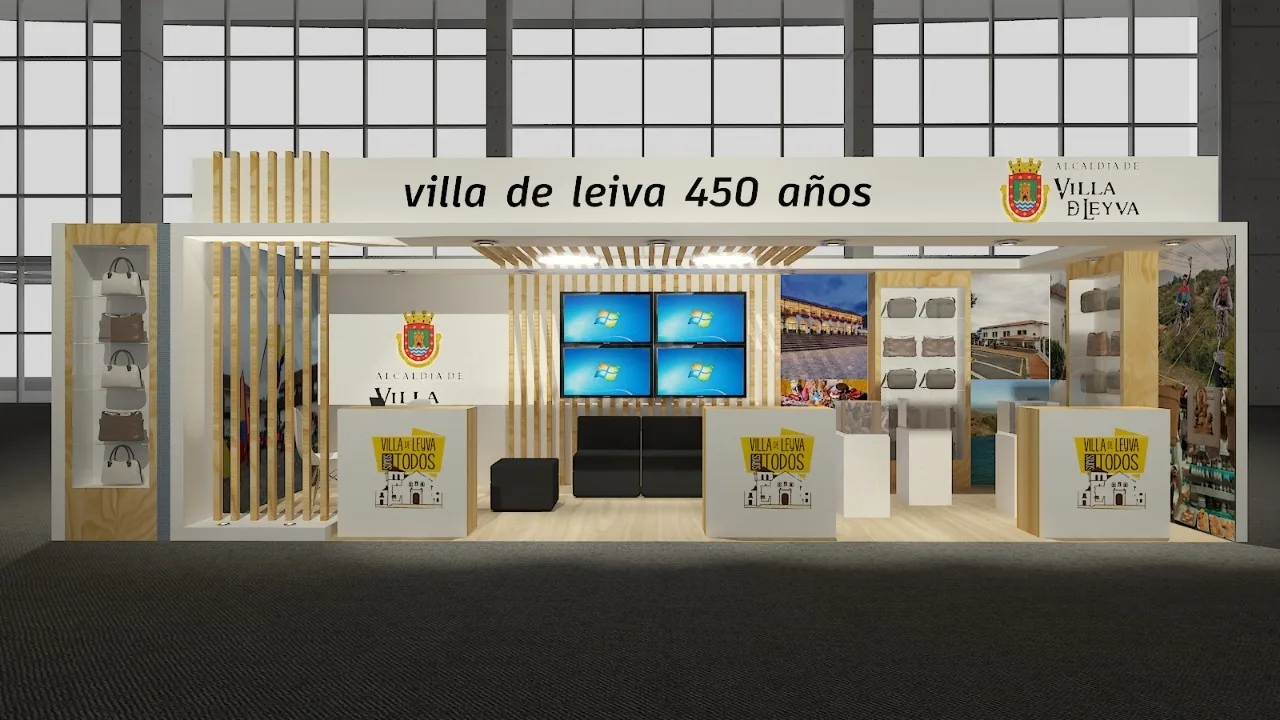 villa de leiva 450 años
ALCALDIA DE
VILLA
DE LEYVA
ALCALDIA DE
VILLA
VILLA DE LEYVA
SOMOS TODOS
VILLA DE LEYVA
SOMOS TODOS
VILLA DE LEYVA
SOMOS TODOS